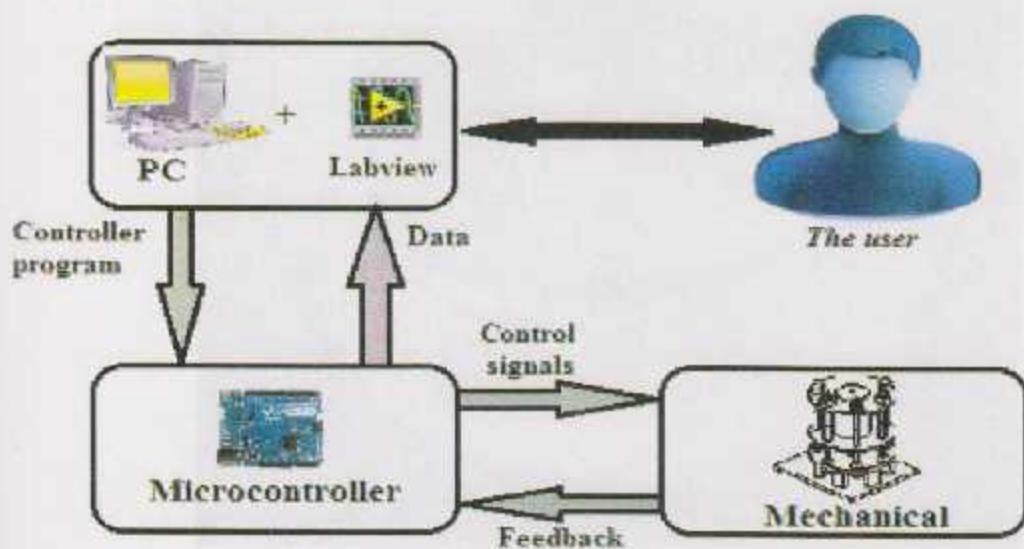 +
PC
Labview
The user
Controller
program
Data
Control
signals
Microcontroller
Mechanical
Feedback